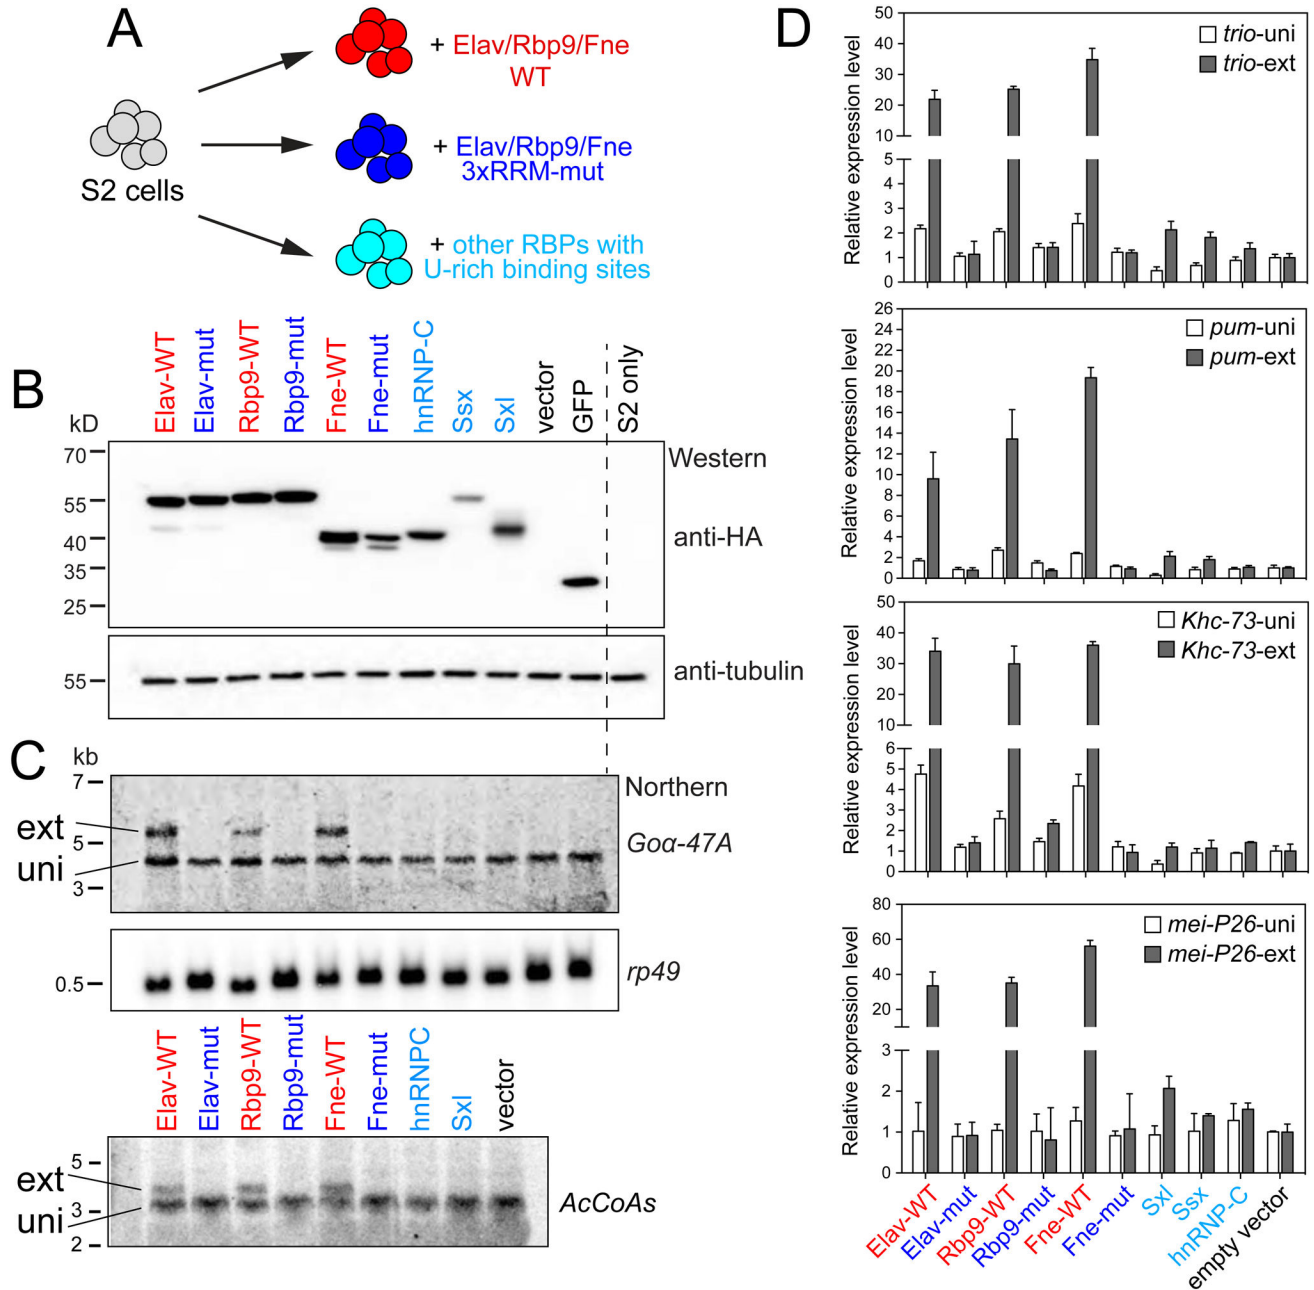 A
S2 cells
+ Elav/Rbp9/Fne
WT
+ Elav/Rbp9/Fne
3xRRM-mut
+ other RBPs with
U-rich binding sites
B
Elav-WT
Elav-mut
Rbp9-WT
Rbp9-mut
Fne-WT
Fne-mut
hnRNP-C
Ssx
Sxl
vector
GFP
S2 only
kD
70
55
40
35
25
Western
anti-HA
55
anti-tubulin
C
kb
7
ext
5
uni
3
Northern
Goα-47A
0.5
rp49
Elav-WT
Elav-mut
Rbp9-WT
Rbp9-mut
Fne-WT
Fne-mut
hnRNPC
Sxl
vector
5
ext
3
uni
2
AcCoAs
D
Relative expression level
50
40
30
20
10
5
4
3
2
1
0
trio-uni
trio-ext
Relative expression level
26
24
22
20
18
16
14
12
10
8
6
4
2
0
pum-uni
pum-ext
Relative expression level
50
40
30
20
10
6
5
4
3
2
1
0
Khc-73-uni
Khc-73-ext
Relative expression level
80
60
40
20
3
2
1
0
mei-P26-uni
mei-P26-ext
Elav-WT
Elav-mut
Rbp9-WT
Rbp9-mut
Fne-WT
Fne-mut
Sxl
Ssx
hnRNP-C
empty vector